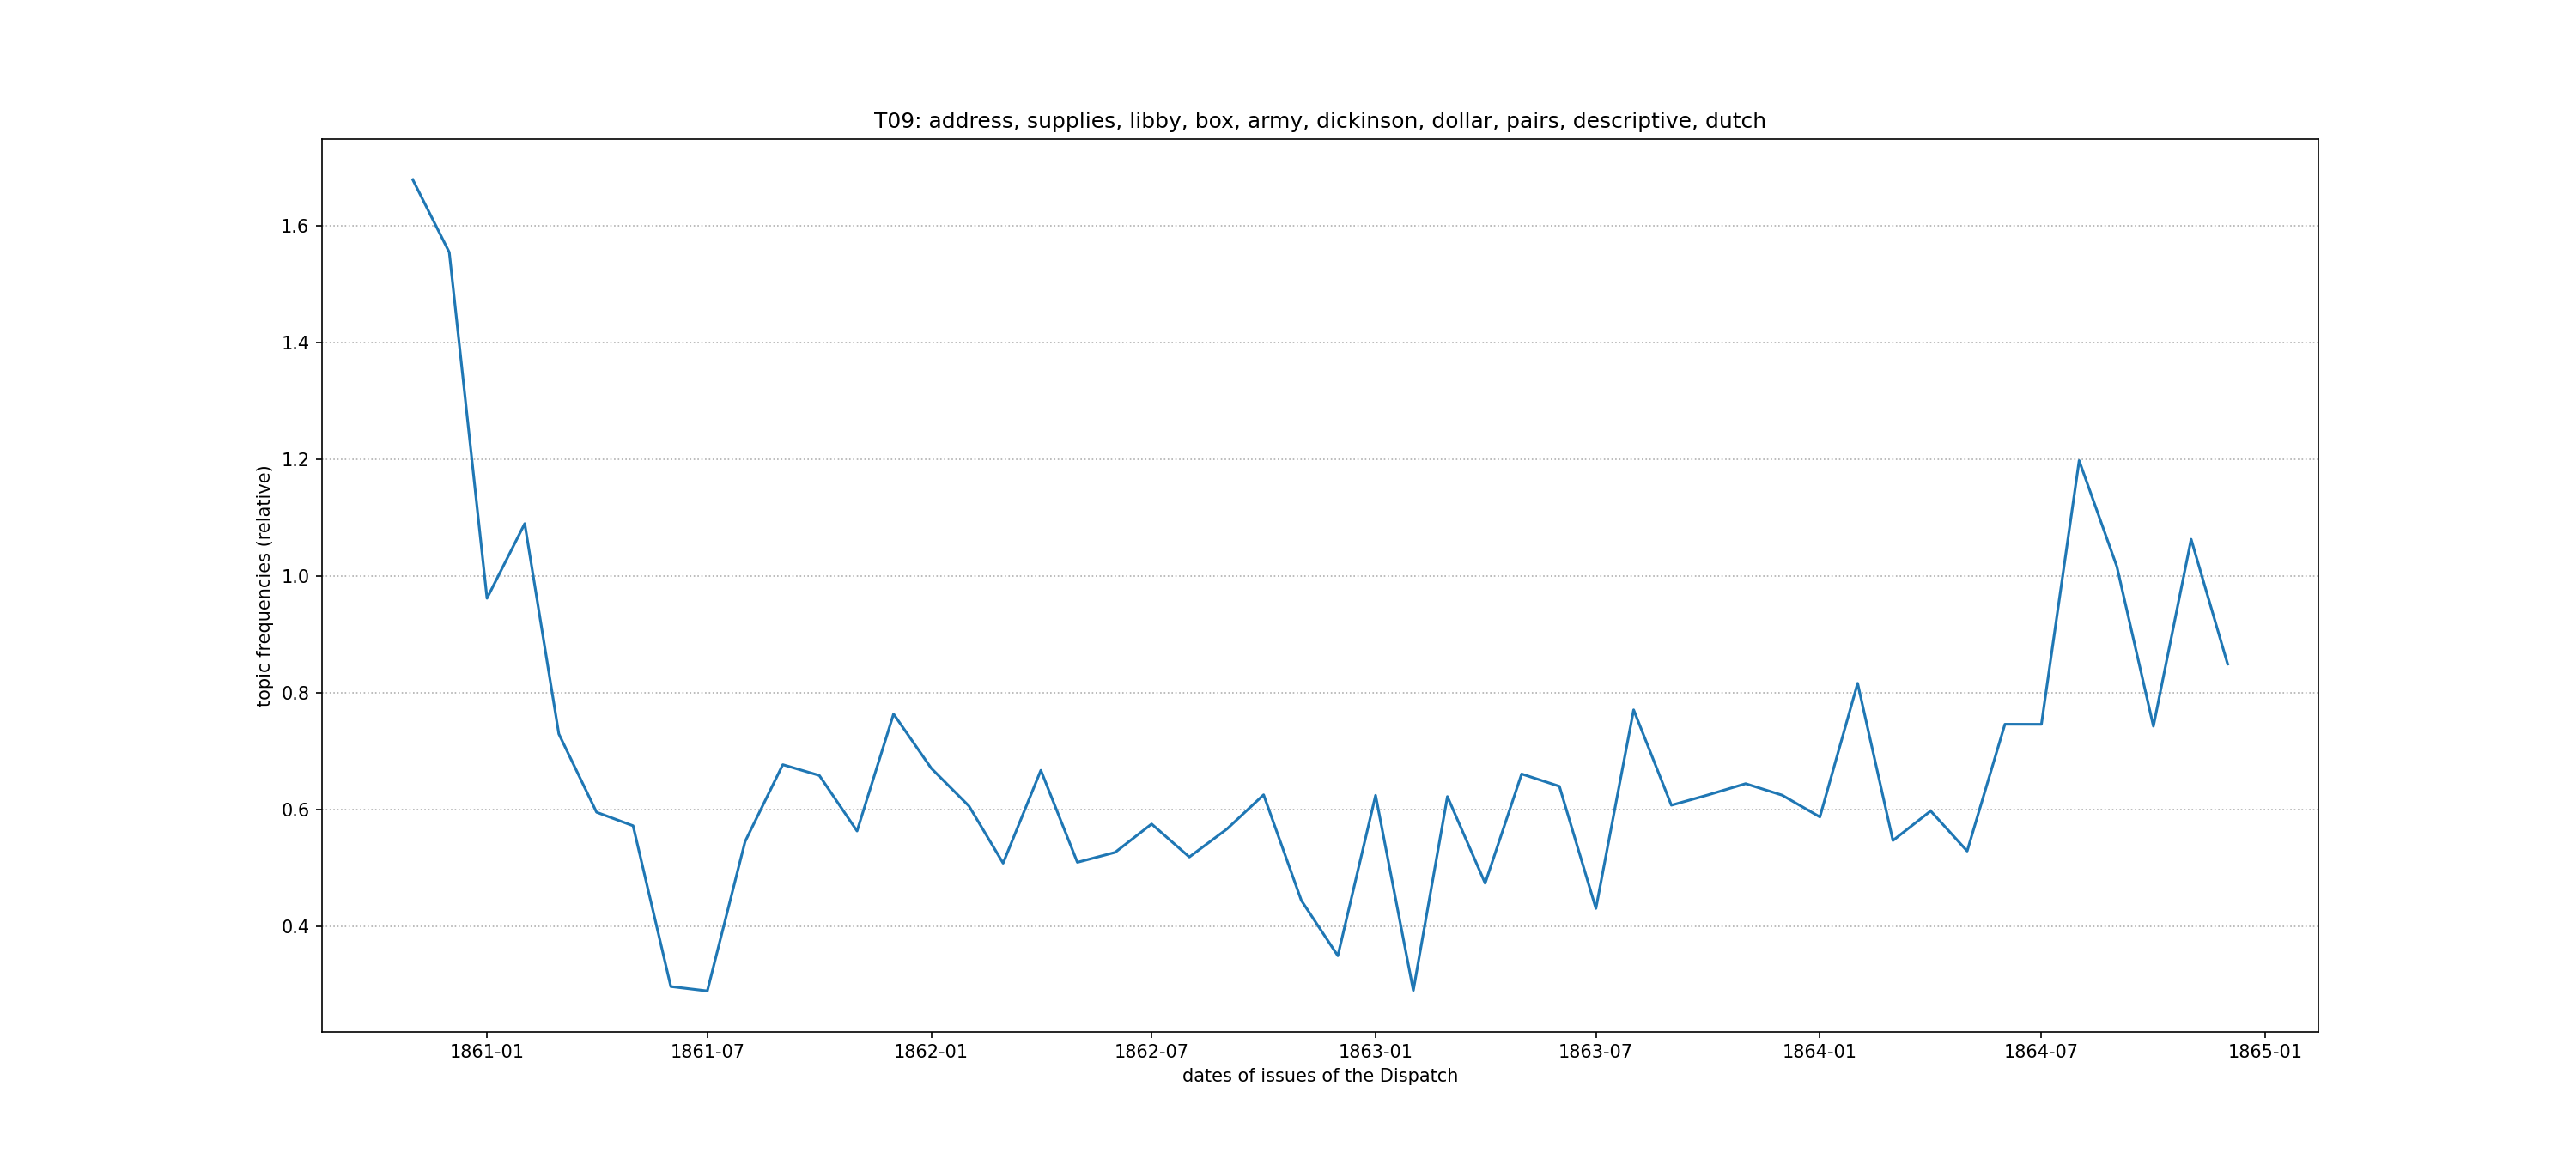 T09: address, supplies, libby, box, army, dickinson, dollar, pairs, descriptive, dutch
topic frequencies (relative)
1.6
1.4
1.2
1.0
0.8
0.6
0.4
1861-01 1861-07 1862-01 1862-07 1863-01 1863-07 1864-01 1864-07 1865-01
dates of issues of the Dispatch